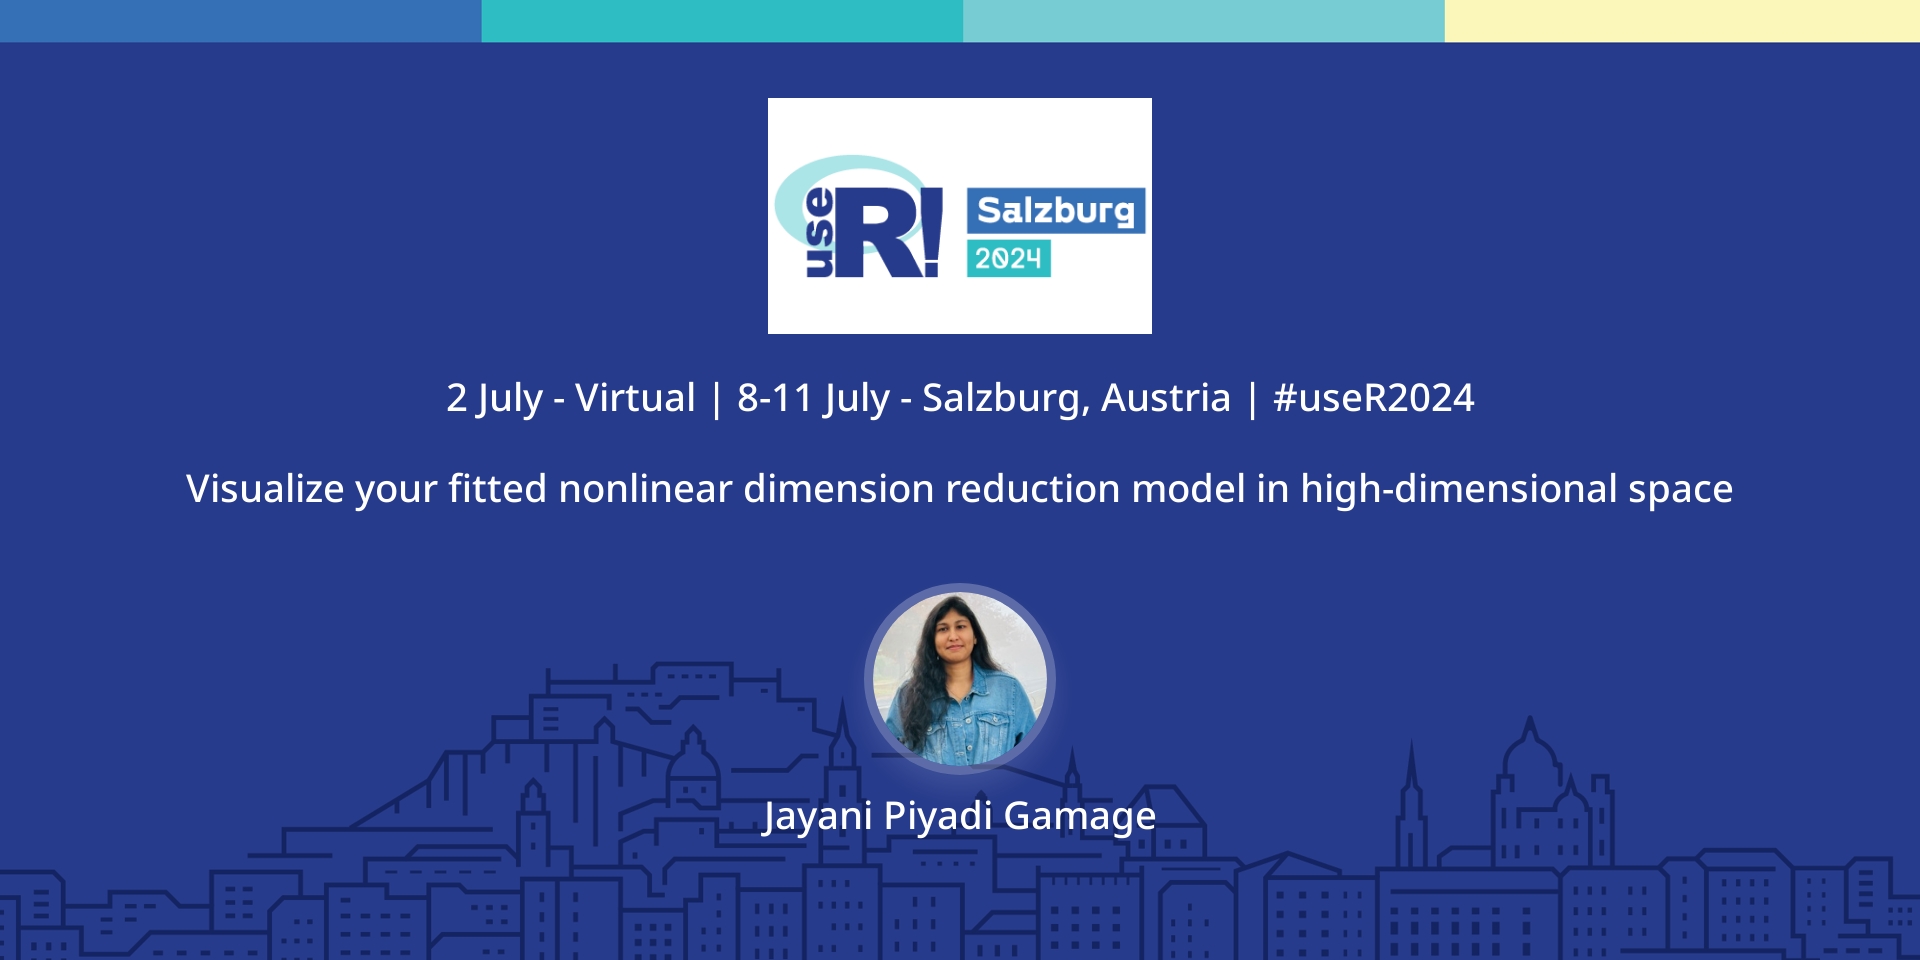 use R!
Salzburg
2024
2 July - Virtual | 8-11 July - Salzburg, Austria | #useR2024
Visualize your fitted nonlinear dimension reduction model in high-dimensional space
Jayani Piyadi Gamage